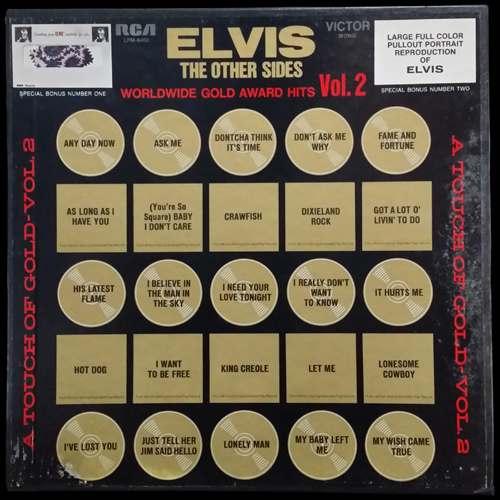 RCA
LPM-6402
ELVIS
THE OTHER SIDES
WORLDWIDE GOLD AWARD HITS Vol. 2
VICTOR
MONO
LARGE FULL COLOR
PULLOUT PORTRAIT
REPRODUCTION
OF
ELVIS
SPECIAL BONUS NUMBER ONE
SPECIAL BONUS NUMBER TWO
A TOUCH OF GOLD-VOL. 2
A TOUCH OF GOLD-VOL. 2
ANY DAY NOW
ASK ME
DONTCHA THINK
IT'S TIME
DON'T ASK ME
WHY
FAME AND
FORTUNE
AS LONG AS I
HAVE YOU
(You're So
Square) BABY
I DON'T CARE
CRAWFISH
DIXIELAND
ROCK
GOT A LOT O'
LIVIN' TO DO
HIS LATEST
FLAME
I BELIEVE IN
THE MAN IN
THE SKY
I NEED YOUR
LOVE TONIGHT
I REALLY DON'T
WANT
TO KNOW
IT HURTS ME
HOT DOG
I WANT
TO BE FREE
KING CREOLE
LET ME
LONESOME
COWBOY
I'VE LOST YOU
JUST TELL HER
JIM SAID HELLO
LONELY MAN
MY BABY LEFT
ME
MY WISH CAME
TRUE